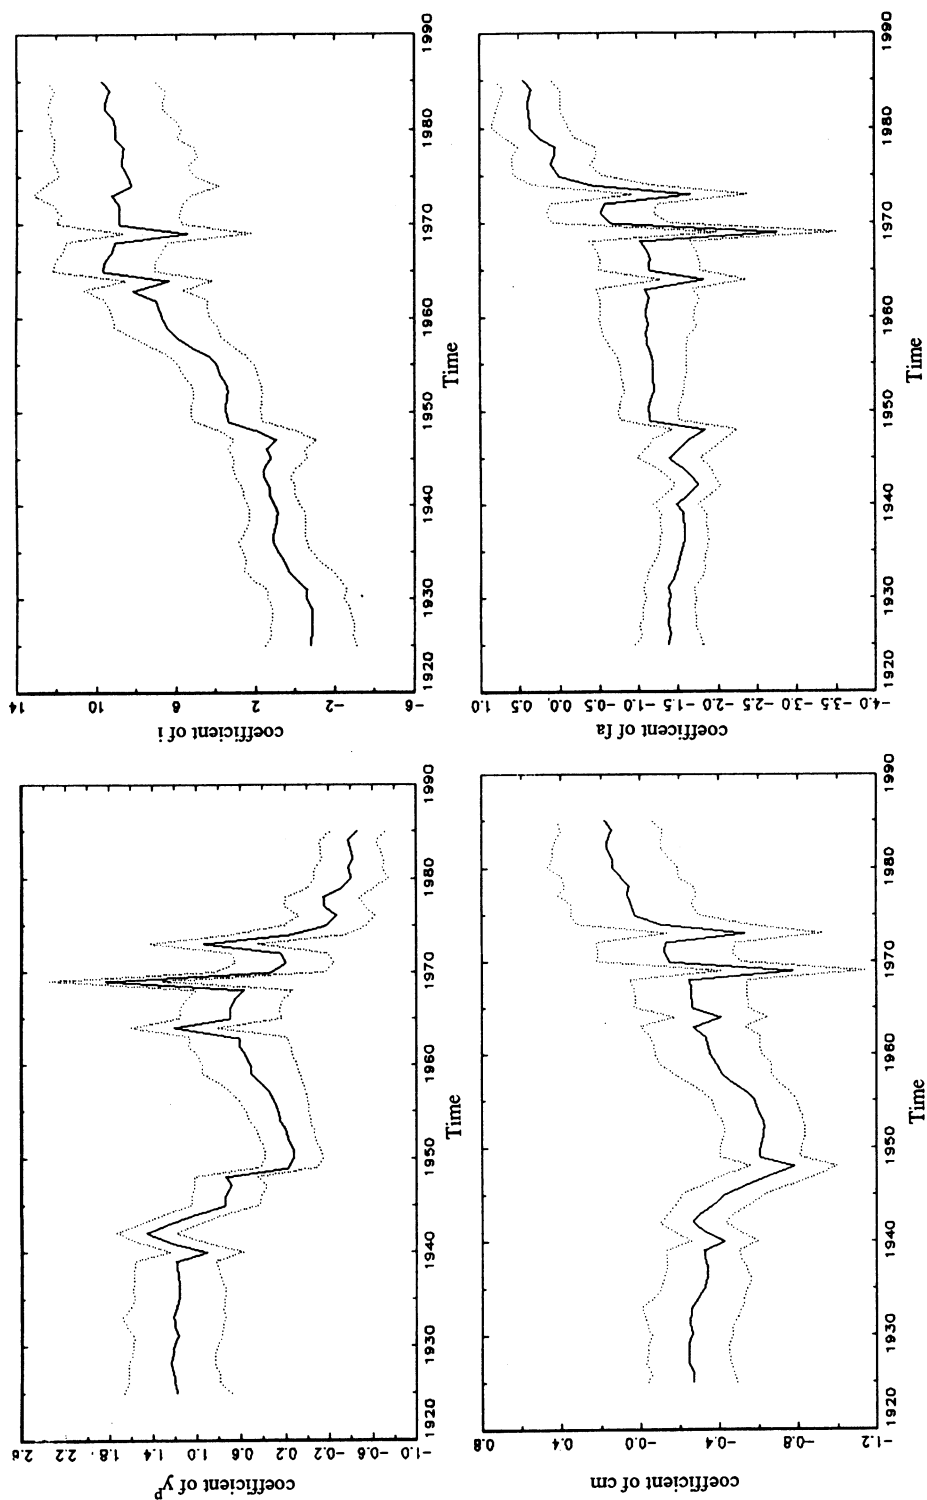 coefficient of y^P
2.6 2.2 1.8 1.4 1.0 0.6 0.2 -0.2 -0.6 -1.0
1920 1930 1940 1950 1960 1970 1980 1990
Time
coefficient of i
14 10 6 2 -2 -6
1920 1930 1940 1950 1960 1970 1980 1990
Time
coefficient of cm
0.8 0.4 -0.0 -0.4 -0.8 -1.2
1920 1930 1940 1950 1960 1970 1980 1990
Time
coefficient of fa
1.0 0.5 0.0 -0.5 -1.0 -1.5 -2.0 -2.5 -3.0 -3.5 -4.0
1920 1930 1940 1950 1960 1970 1980 1990
Time